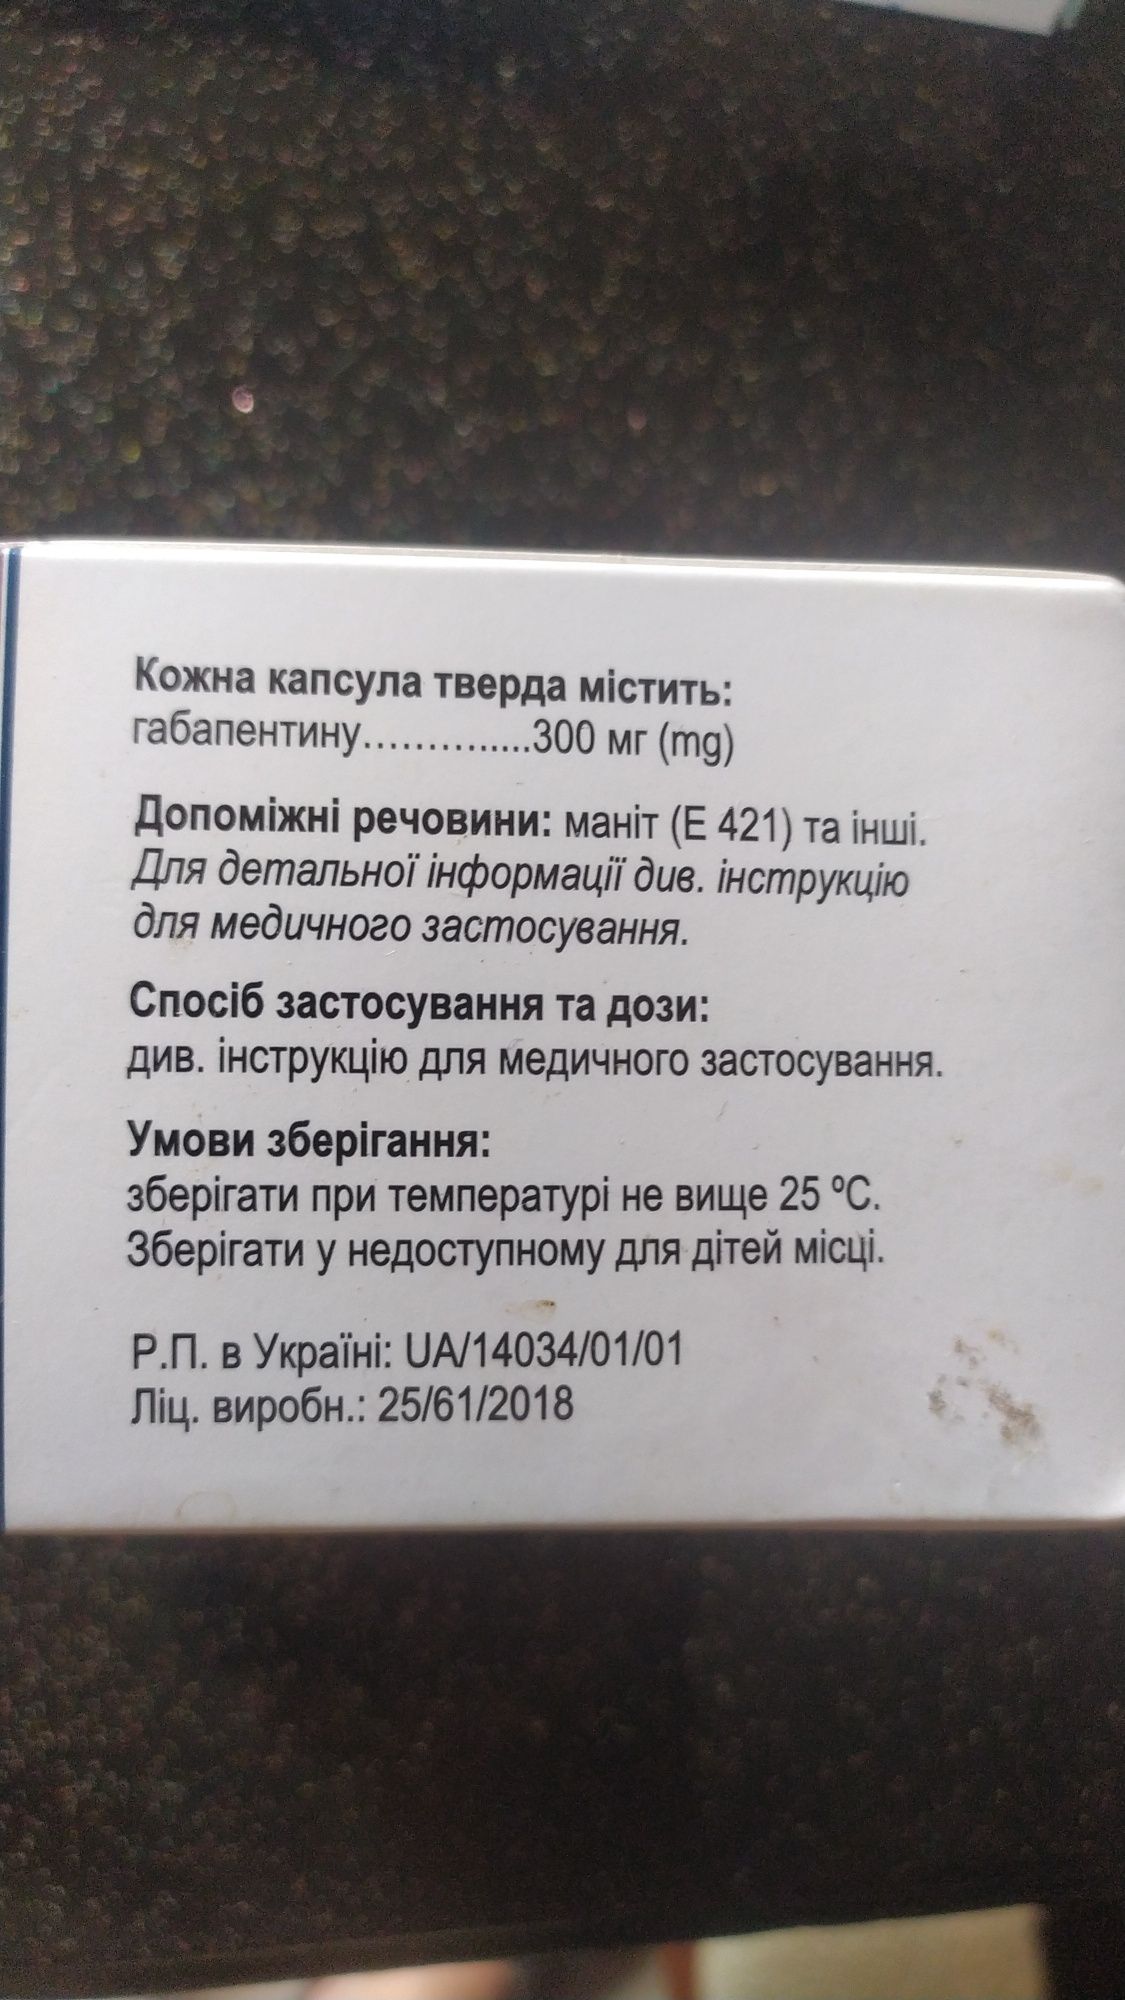 Кожна капсула тверда містить:
габапентину..................300 мг (mg)
Допоміжні речовини: маніт (Е 421) та інші.
Для детальної інформації див. інструкцію
для медичного застосування.
Спосіб застосування та дози:
див. інструкцію для медичного застосування.
Умови зберігання:
зберігати при температурі не вище 25 ºС.
Зберігати у недоступному для дітей місці.
Р.П. в Україні: UA/14034/01/01
Ліц. виробн.: 25/61/2018